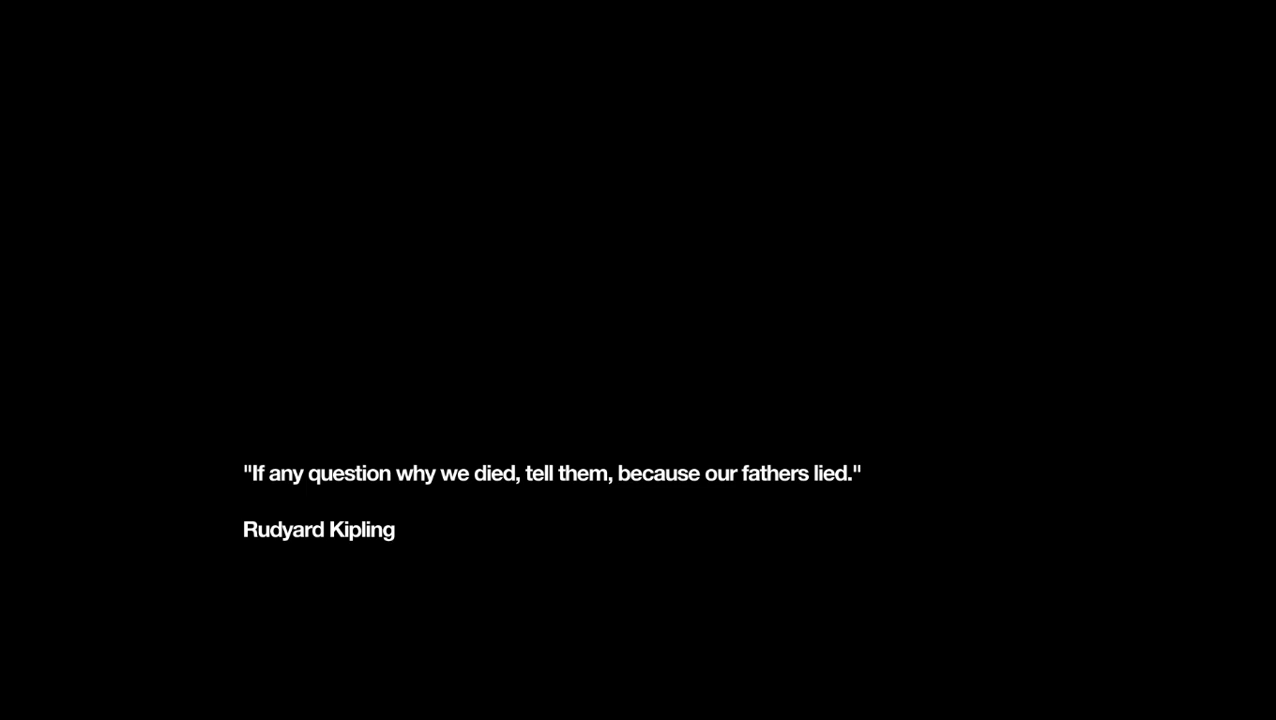 "If any question why we died, tell them, because our fathers lied."
Rudyard Kipling